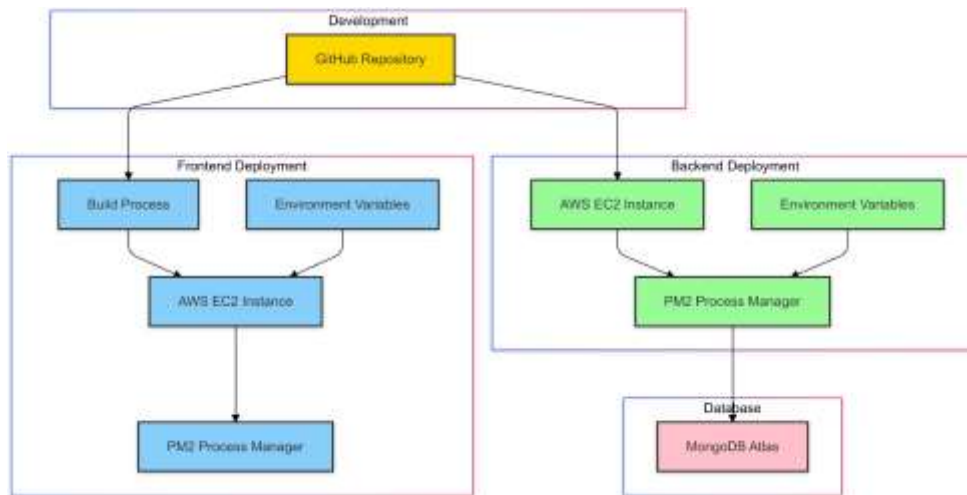 Development
GitHub Repository
Frontend Deployment
Build Process
Environment Variables
AWS EC2 Instance
PM2 Process Manager
Backend Deployment
AWS EC2 Instance
Environment Variables
PM2 Process Manager
Database
MongoDB Atlas